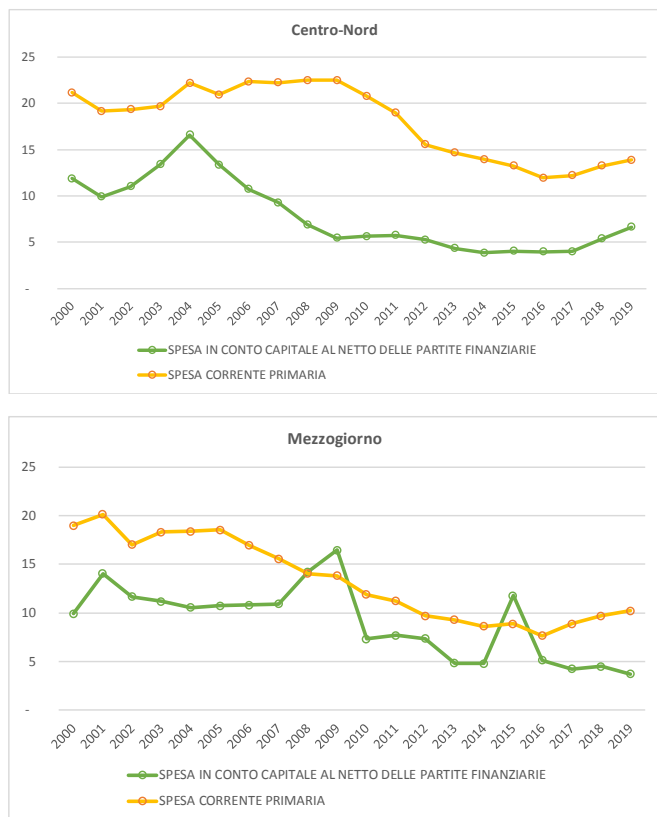 Centro-Nord
25
20
15
10
5
-
2000 2001 2002 2003 2004 2005 2006 2007 2008 2009 2010 2011 2012 2013 2014 2015 2016 2017 2018 2019
SPESA IN CONTO CAPITALE AL NETTO DELLE PARTITE FINANZIARIE
SPESA CORRENTE PRIMARIA
Mezzogiorno
25
20
15
10
5
-
2000 2001 2002 2003 2004 2005 2006 2007 2008 2009 2010 2011 2012 2013 2014 2015 2016 2017 2018 2019
SPESA IN CONTO CAPITALE AL NETTO DELLE PARTITE FINANZIARIE
SPESA CORRENTE PRIMARIA